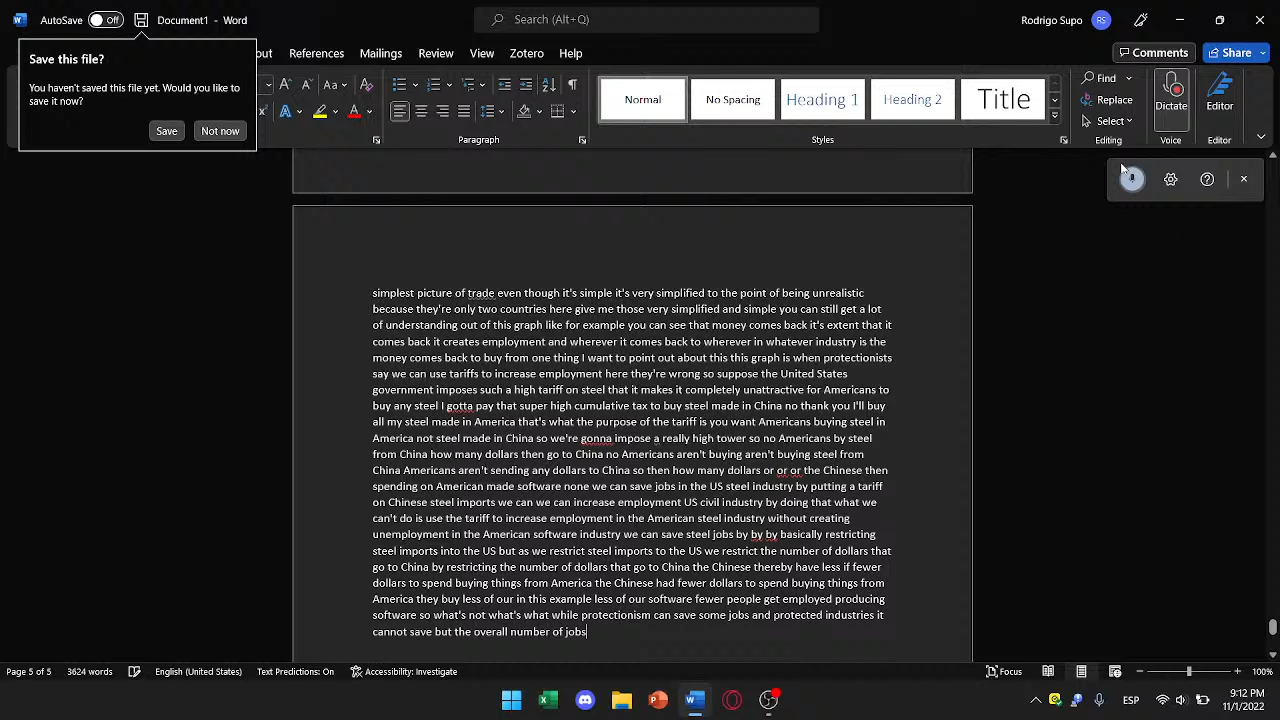 AutoSave Off Document1 - Word Search (Alt+Q) Rodrigo Supo RS
out References Mailings Review View Zotero Help Comments Share
Save this file?
You haven't saved this file yet. Would you like to
save it now?
Save Not now
Aa
A A
Normal No Spacing Heading 1 Heading 2 Title
Find
Replace
Select
Dictate Editor
Paragraph Styles Editing Voice Editor
simplest picture of trade even though it's simple it's very simplified to the point of being unrealistic
because they're only two countries here give me those very simplified and simple you can still get a lot
of understanding out of this graph like for example you can see that money comes back it's extent that it
comes back it creates employment and wherever it comes back to wherever in whatever industry is the
money comes back to buy from one thing I want to point out about this this graph is when protectionists
say we can use tariffs to increase employment here they're wrong so suppose the United States
government imposes such a high tariff on steel that it makes it completely unattractive for Americans to
buy any steel I gotta pay that super high cumulative tax to buy steel made in China no thank you I'll buy
all my steel made in America that's what the purpose of the tariff is you want Americans buying steel in
America not steel made in China so we're gonna impose a really high tower so no Americans by steel
from China how many dollars then go to China no Americans aren't buying aren't buying steel from
China Americans aren't sending any dollars to China so then how many dollars or or or the Chinese then
spending on American made software none we can save jobs in the US steel industry by putting a tariff
on Chinese steel imports we can we can increase employment US civil industry by doing that what we
can't do is use the tariff to increase employment in the American steel industry without creating
unemployment in the American software industry we can save steel jobs by by by basically restricting
steel imports into the US but as we restrict steel imports to the US we restrict the number of dollars that
go to China by restricting the number of dollars that go to China the Chinese thereby have less if fewer
dollars to spend buying things from America the Chinese had fewer dollars to spend buying things from
America they buy less of our in this example less of our software fewer people get employed producing
software so what's not what's what while protectionism can save some jobs and protected industries it
cannot save but the overall number of jobs
Page 5 of 5 3624 words English (United States) Text Predictions: On Accessibility: Investigate Focus 100%
ESP 9:12 PM
11/1/2022